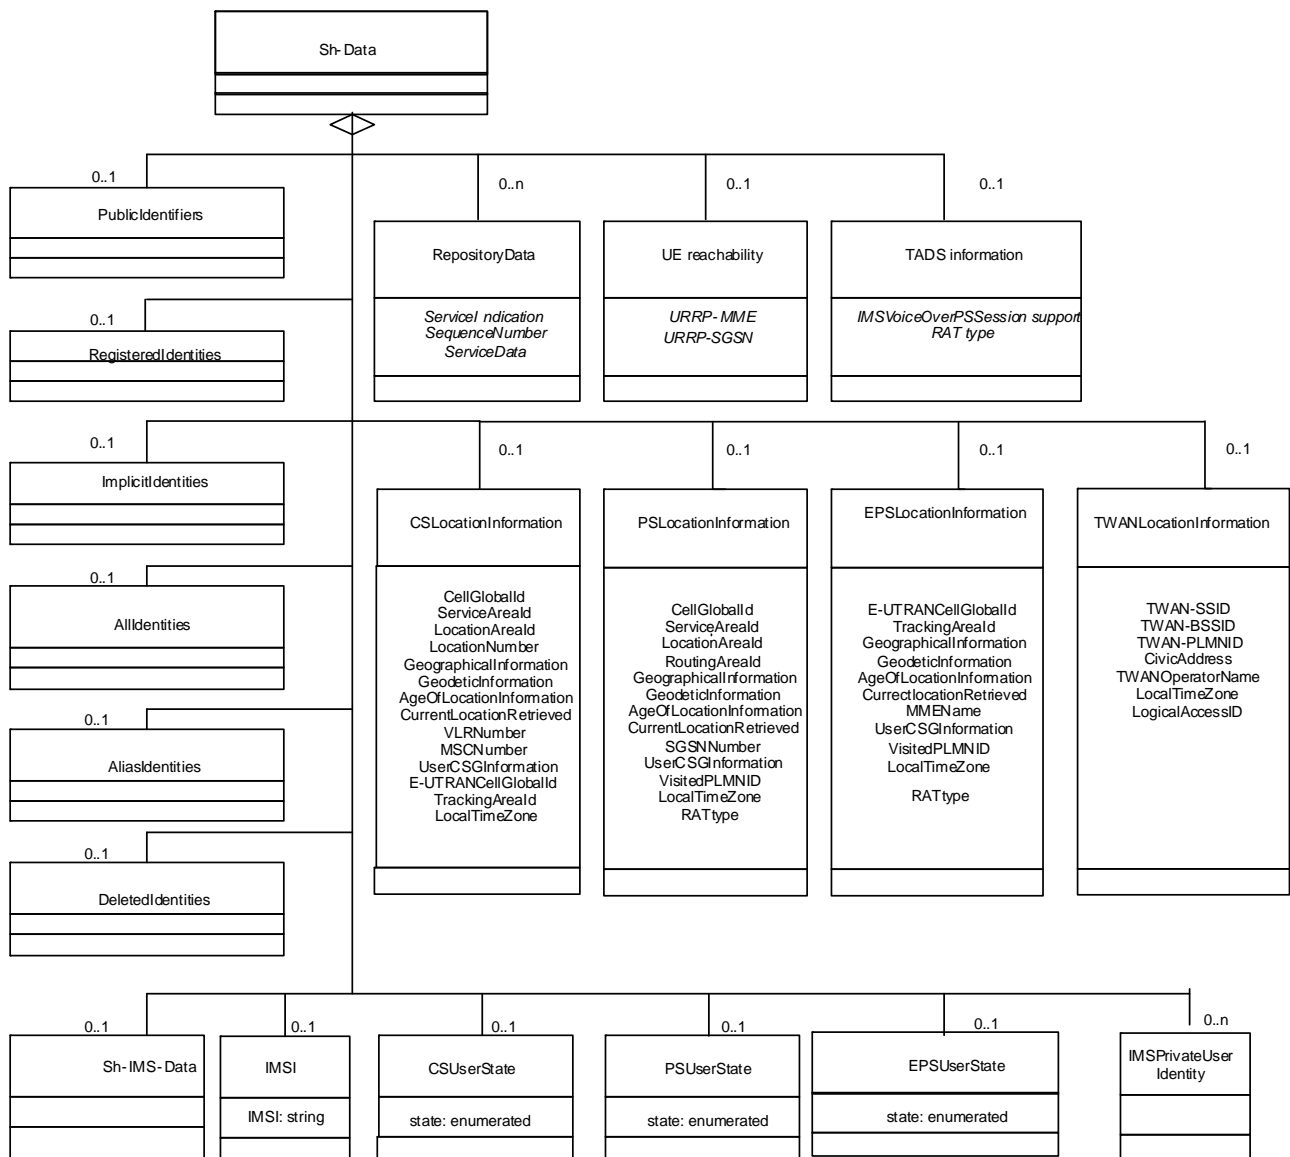 Sh-Data
0..1
0..n
0..1
0..1
PublicIdentifiers
RepositoryData
UE reachability
TADS information
ServiceIndication
SequenceNumber
ServiceData
URRP-MME
URRP-SGSN
IMSVoiceOverPSSession support
RAT type
0..1
RegisteredIdentities
0..1
ImplicitIdentities
0..1
AllIdentities
0..1
AliasIdentities
0..1
DeletedIdentities
0..1
0..1
0..1
0..1
CSLocationInformation
CellGlobalId
ServiceAreaId
LocationAreaId
LocationNumber
GeographicalInformation
GeodeticInformation
AgeOfLocationInformation
CurrentLocationRetrieved
VLRNumber
MSCNumber
UserCSGInformation
E-UTRANCellGlobalId
TrackingAreaId
LocalTimeZone
PSLocationInformation
CellGlobalId
ServiceAreaId
LocationAreaId
RoutingAreaId
GeographicalInformation
GeodeticInformation
AgeOfLocationInformation
CurrentLocationRetrieved
SGSNNumber
UserCSGInformation
VisitedPLMNID
LocalTimeZone
RATtype
EPSLocationInformation
E-UTRANCellGlobalId
TrackingAreaId
GeographicalInformation
GeodeticInformation
AgeOfLocationInformation
CurrectlocationRetrieved
MMEName
UserCSGInformation
VisitedPLMNID
LocalTimeZone
RATtype
TWANLocationInformation
TWAN-SSID
TWAN-BSSID
TWAN-PLMNID
CivicAddress
TWANOperatorName
LocalTimeZone
LogicalAccessID
0..1
0..1
0..1
0..1
0..1
0..n
Sh-IMS-Data
IMSI
IMSI: string
CSUserState
state: enumerated
PSUserState
state: enumerated
EPSUserState
state: enumerated
IMSPrivateUser
Identity